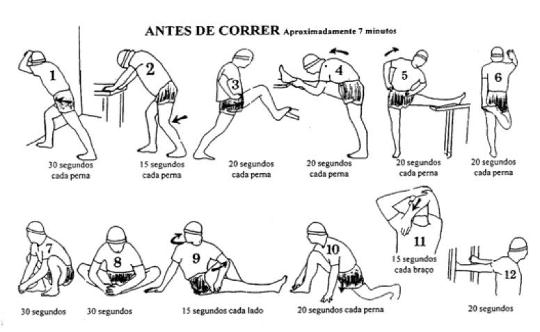 ANTES DE CORRER Aproximadamente 7 minutos
1
2
3
4
5
6
30 segundos
cada perna
15 segundos
cada perna
20 segundos
cada perna
20 segundos
cada perna
20 segundos
cada perna
20 segundos
cada perna
7
8
9
10
11
12
30 segundos
30 segundos
15 segundos cada lado
20 segundos cada perna
15 segundos
cada braço
20 segundos